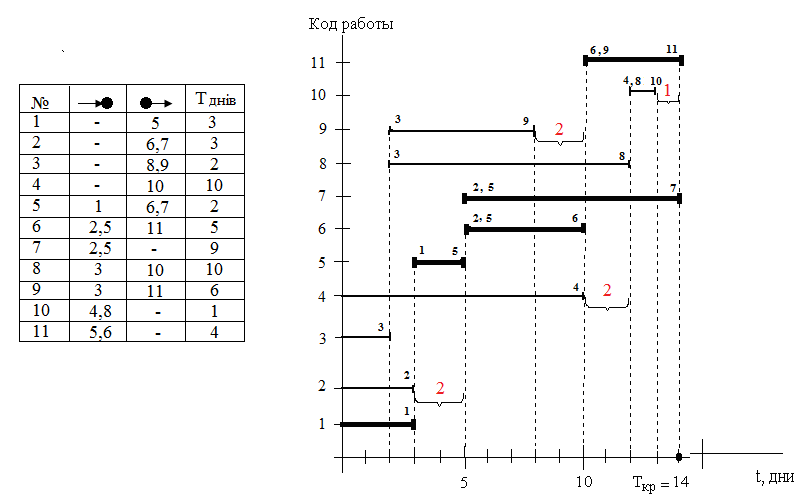 Код работы
№ Т днів
1 - 5 3
2 - 6,7 3
3 - 8,9 2
4 - 10 10
5 1 6,7 2
6 2,5 11 5
7 2,5 - 9
8 3 10 10
9 3 11 6
10 4,8 - 1
11 5,6 - 4
11 6,9 11
10 4,8 10 1
9 3 9 2
8 3 8
7 2, 5 7
6 2, 5 6
5 1 5
4 4 2
3 3
2 2 2
1 1
5 10 Ткр = 14 t, дни